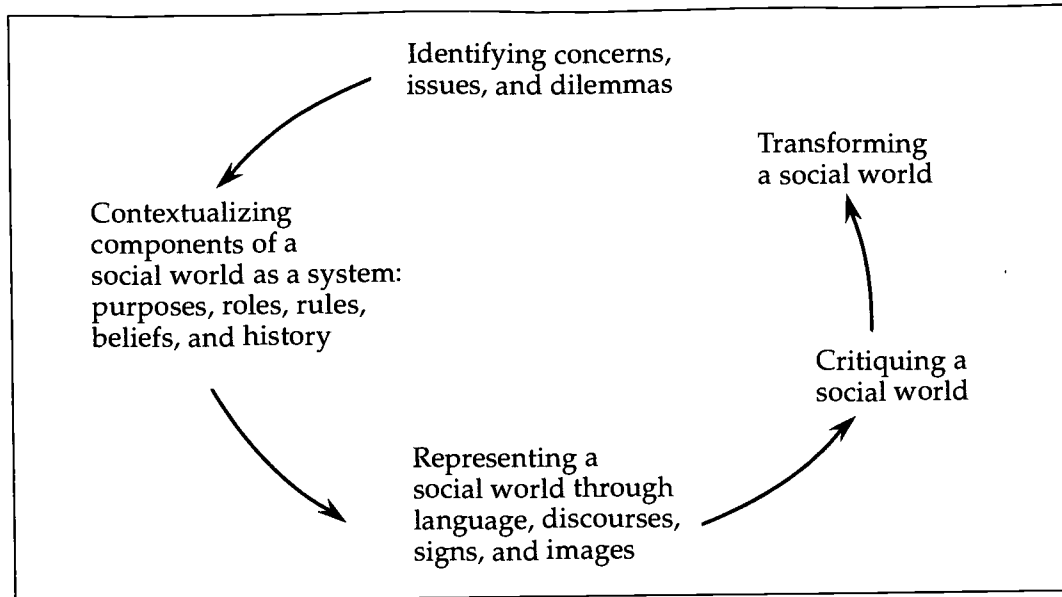 Identifying concerns,
issues, and dilemmas
Contextualizing
components of a
social world as a system:
purposes, roles, rules,
beliefs, and history
Representing a
social world through
language, discourses,
signs, and images
Critiquing a
social world
Transforming
a social world